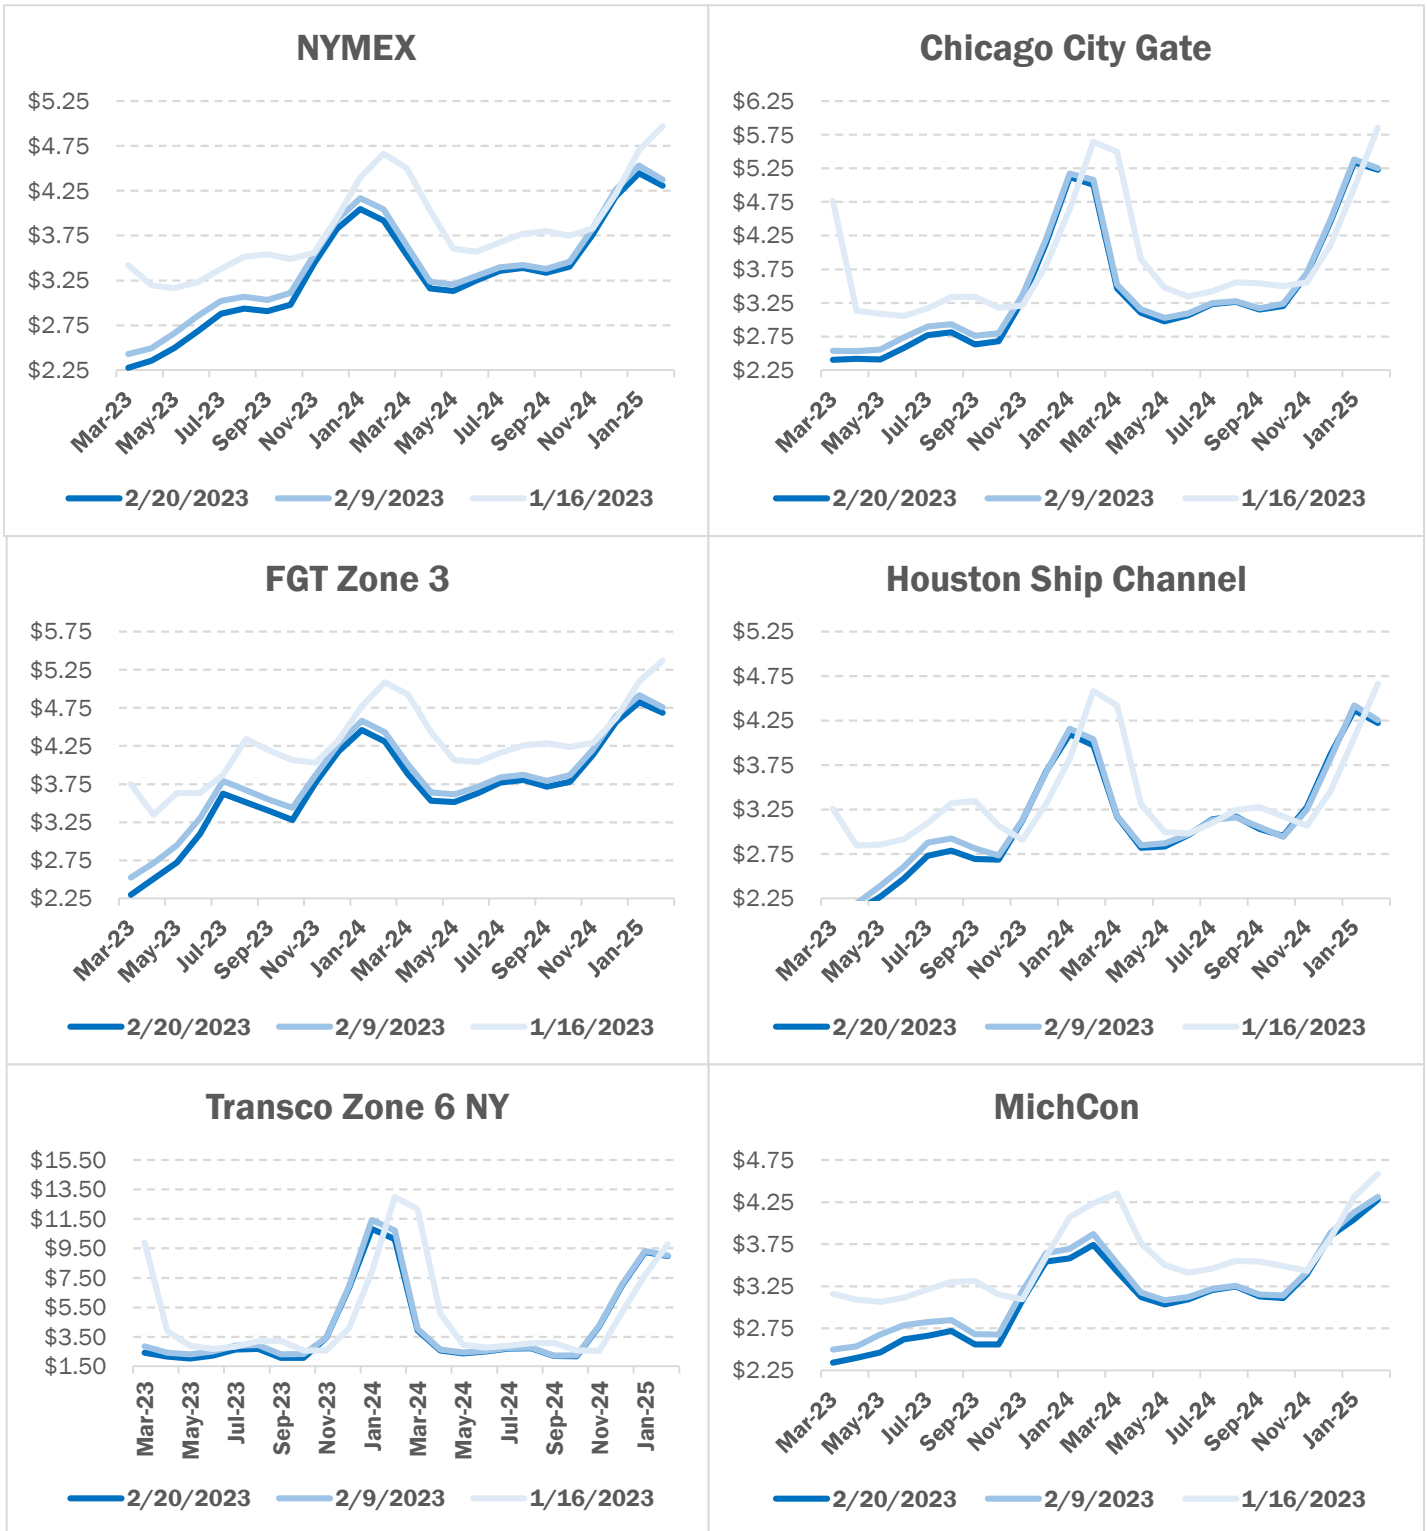 NYMEX
$5.25
$4.75
$4.25
$3.75
$3.25
$2.75
$2.25
Mar-23 May-23 Jul-23 Sep-23 Nov-23 Jan-24 Mar-24 May-24 Jul-24 Sep-24 Nov-24 Jan-25
2/20/2023 2/9/2023 1/16/2023
Chicago City Gate
$6.25
$5.75
$5.25
$4.75
$4.25
$3.75
$3.25
$2.75
$2.25
Mar-23 May-23 Jul-23 Sep-23 Nov-23 Jan-24 Mar-24 May-24 Jul-24 Sep-24 Nov-24 Jan-25
2/20/2023 2/9/2023 1/16/2023
FGT Zone 3
$5.75
$5.25
$4.75
$4.25
$3.75
$3.25
$2.75
$2.25
Mar-23 May-23 Jul-23 Sep-23 Nov-23 Jan-24 Mar-24 May-24 Jul-24 Sep-24 Nov-24 Jan-25
2/20/2023 2/9/2023 1/16/2023
Houston Ship Channel
$5.25
$4.75
$4.25
$3.75
$3.25
$2.75
$2.25
Mar-23 May-23 Jul-23 Sep-23 Nov-23 Jan-24 Mar-24 May-24 Jul-24 Sep-24 Nov-24 Jan-25
2/20/2023 2/9/2023 1/16/2023
Transco Zone 6 NY
$15.50
$13.50
$11.50
$9.50
$7.50
$5.50
$3.50
$1.50
Mar-23 May-23 Jul-23 Sep-23 Nov-23 Jan-24 Mar-24 May-24 Jul-24 Sep-24 Nov-24 Jan-25
2/20/2023 2/9/2023 1/16/2023
MichCon
$4.75
$4.25
$3.75
$3.25
$2.75
$2.25
Mar-23 May-23 Jul-23 Sep-23 Nov-23 Jan-24 Mar-24 May-24 Jul-24 Sep-24 Nov-24 Jan-25
2/20/2023 2/9/2023 1/16/2023